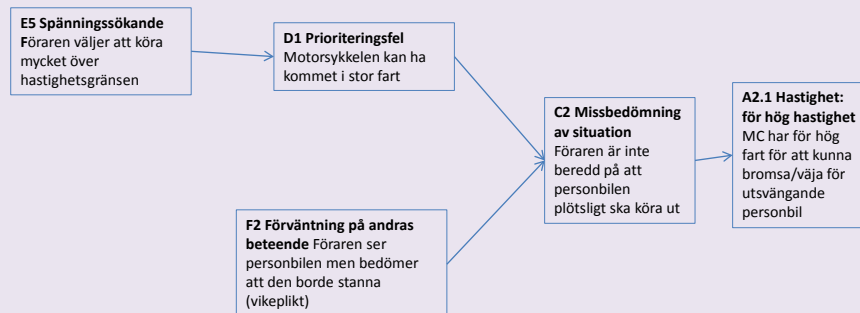 E5 Spänningssökande
Föraren väljer att köra
mycket över
hastighetsgränsen
D1 Prioriteringsfel
Motorsykkelen kan ha
kommet i stor fart
C2 Missbedömning
av situation
Föraren är inte
beredd på att
personbilen
plötsligt ska köra ut
A2.1 Hastighet:
för hög hastighet
MC har för hög
fart för att kunna
bromsa/väja för
utsvängande
personbil
F2 Förväntning på andras
beteende Föraren ser
personbilen men bedömer
att den borde stanna
(vikeplikt)